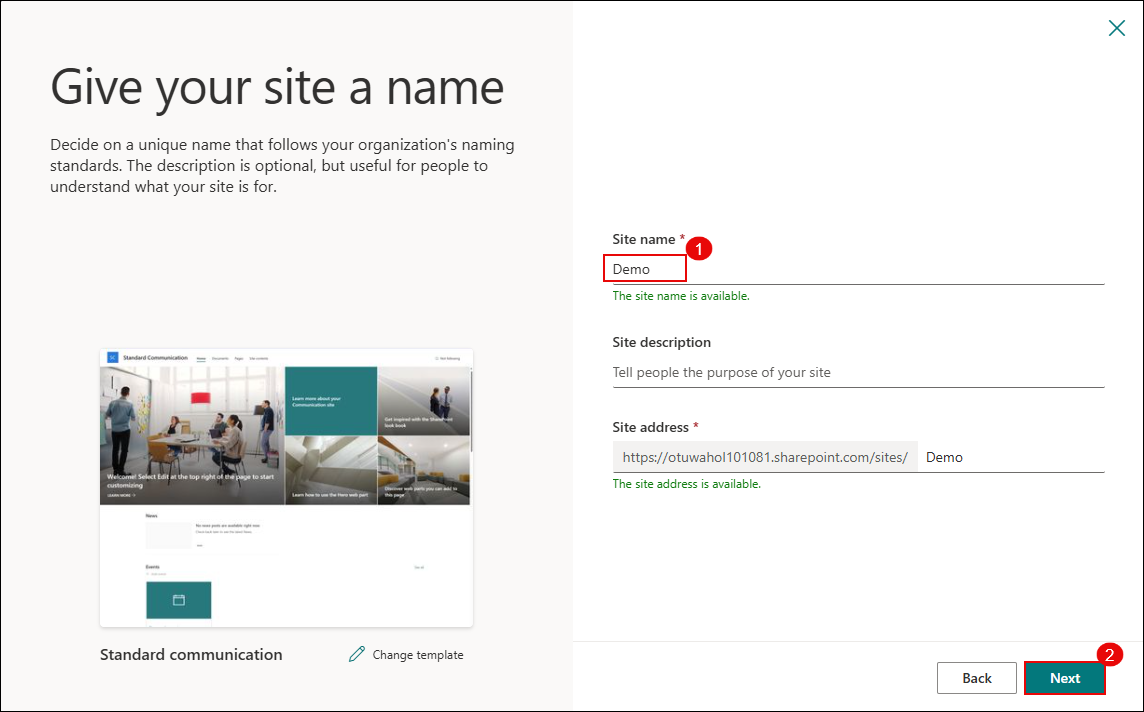 Give your site a name
Decide on a unique name that follows your organization's naming
standards. The description is optional, but useful for people to
understand what your site is for.
Standard Communication
Home Documents Pages Site contents
Not following
Learn more about your
Communication site
Get inspired with the SharePoint
look book
Welcome! Select Edit at the top right of the page to start
customizing
LEARN MORE
Learn how to use the Hero web part
Discover web parts you can add to
this page
News
No news posts are available right now
Events
See all
Standard communication
Change template
Site name *
1
Demo
The site name is available.
Site description
Tell people the purpose of your site
Site address *
https://otuwahol101081.sharepoint.com/sites/ Demo
The site address is available.
2
Back
Next